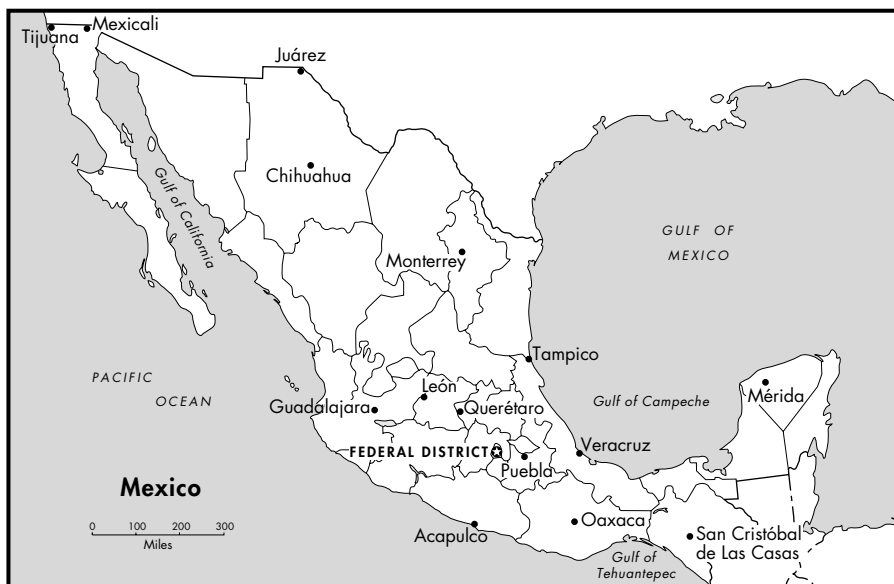 Mexicali
Tijuana
Juárez
Chihuahua
Gulf of California
GULF OF
MEXICO
Monterrey
Tampico
PACIFIC
OCEAN
León
Mérida
Guadalajara
Querétaro
Gulf of Campeche
FEDERAL DISTRICT
Veracruz
Puebla
Mexico
0 100 200 300
Miles
Acapulco
Oaxaca
San Cristóbal
de Las Casas
Gulf of
Tehuantepec